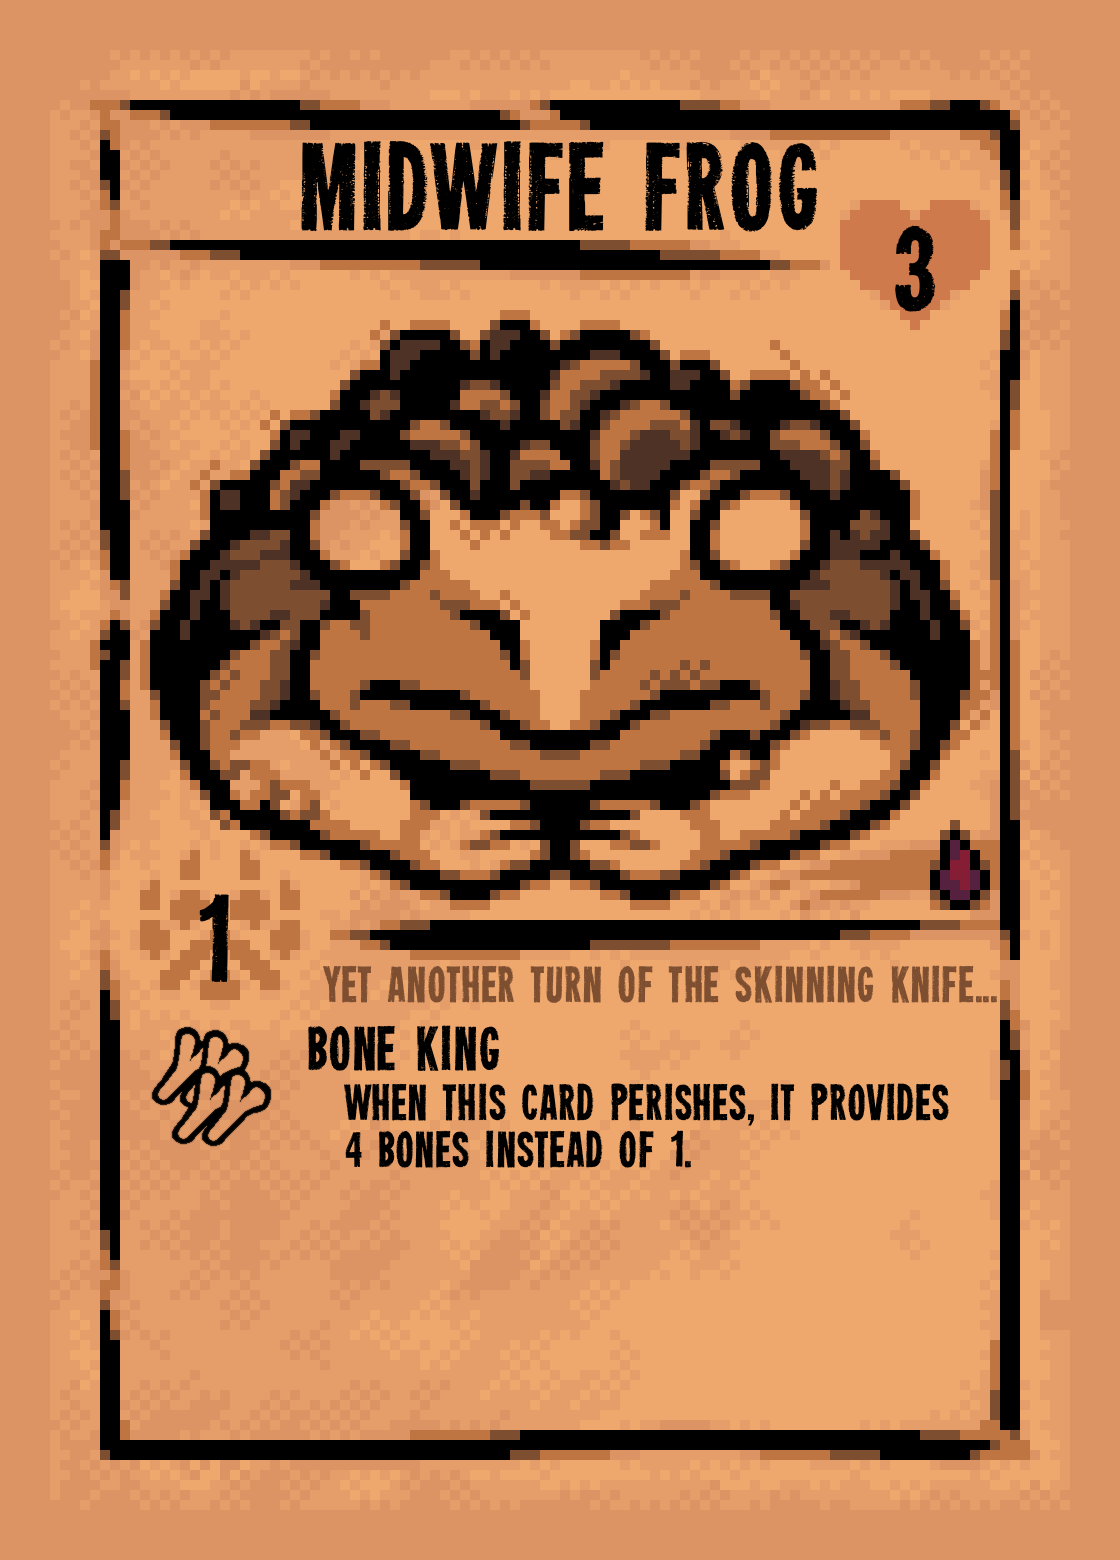 MIDWIFE FROG
3
1
YET ANOTHER TURN OF THE SKINNING KNIFE...
BONE KING
WHEN THIS CARD PERISHES, IT PROVIDES
4 BONES INSTEAD OF 1.